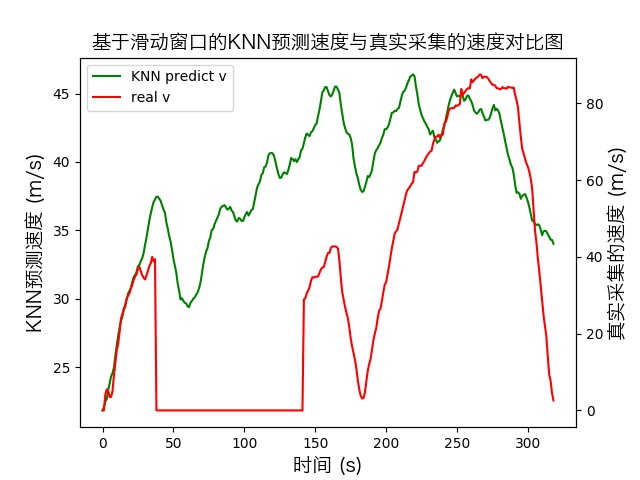 基于滑动窗口的KNN预测速度与真实采集的速度对比图
KNN predict v
real v
KNN预测速度 (m/s)
45
40
35
30
25
80
60
40
20
0
真实采集的速度 (m/s)
0 50 100 150 200 250 300
时间 (s)